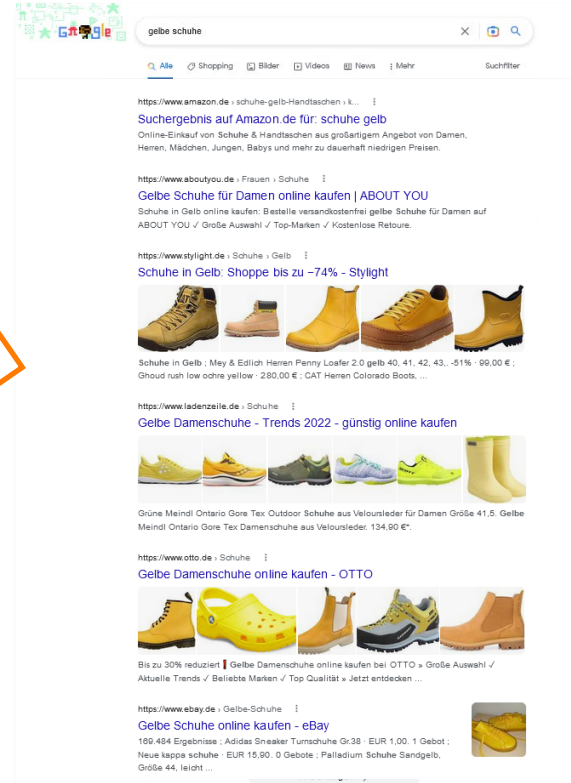 gelbe schuhe
Alle Shopping Bilder Videos News Mehr Suchfilter
https://www.amazon.de › schuhe-gelb-Handtaschen › k...
Suchergebnis auf Amazon.de für: schuhe gelb
Online-Einkauf von Schuhe & Handtaschen aus großartigem Angebot von Damen,
Herren, Mädchen, Jungen, Babys und mehr zu dauerhaft niedrigen Preisen.
https://www.aboutyou.de › Frauen › Schuhe
Gelbe Schuhe für Damen online kaufen | ABOUT YOU
Schuhe in Gelb online kaufen: Bestelle versandkostenfrei gelbe Schuhe für Damen auf
ABOUT YOU ✓ Große Auswahl ✓ Top-Marken ✓ Kostenlose Retoure.
https://www.stylight.de › Schuhe › Gelb
Schuhe in Gelb: Shoppe bis zu −74% - Stylight
Schuhe in Gelb ; Mey & Edlich Herren Penny Loafer 2.0 gelb 40, 41, 42, 43,. -51% · 99,00 € ;
Ghoud rush low ochre yellow · 280,00 € ; CAT Herren Colorado Boots, ...
https://www.ladenzeile.de › Schuhe
Gelbe Damenschuhe - Trends 2022 - günstig online kaufen
Grüne Meindl Ontario Gore Tex Outdoor Schuhe aus Veloursleder für Damen Größe 41,5. Gelbe
Meindl Ontario Gore Tex Damenschuhe aus Veloursleder. 134,90 €*.
https://www.otto.de › Schuhe
Gelbe Damenschuhe online kaufen - OTTO
Bis zu 30% reduziert Gelbe Damenschuhe online kaufen bei OTTO » Große Auswahl ✓
Aktuelle Trends ✓ Beliebte Marken ✓ Top Qualität » Jetzt entdecken ...
https://www.ebay.de › Gelbe-Schuhe
Gelbe Schuhe online kaufen - eBay
169.484 Ergebnisse ; Adidas Sneaker Turnschuhe Gr.38 · EUR 1,00. 1 Gebot ;
Neue kappa schuhe · EUR 15,90. 0 Gebote ; Palladium Schuhe Sandgelb,
Größe 44, leicht ...